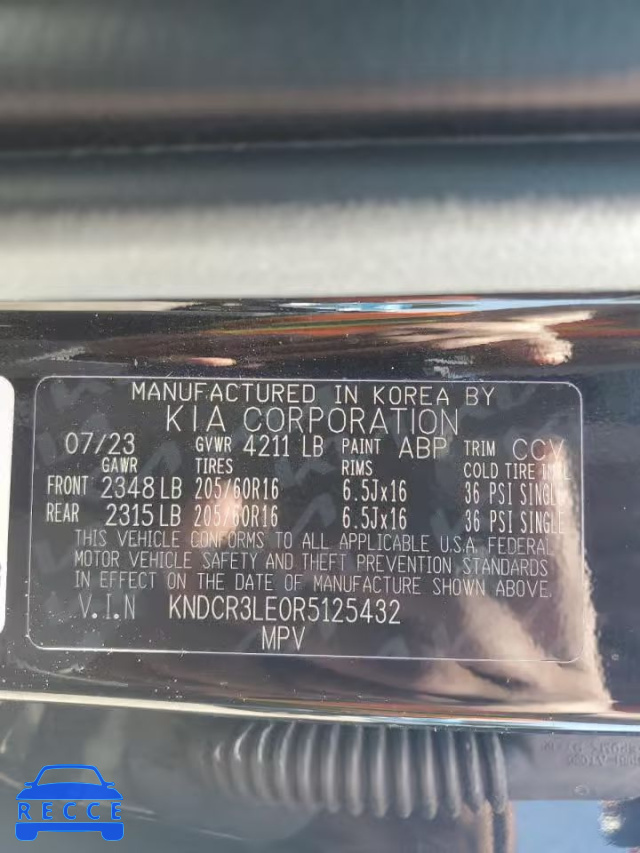 MANUFACTURED IN KOREA BY
KIA CORPORATION
07/23 GVWR 4211 LB PAINT ABP TRIM CCV
GAWR TIRES RIMS COLD TIRE
FRONT 2348 LB 205/60R16 6.5Jx16 36 PSI SINGLE
REAR 2315 LB 205/60R16 6.5Jx16 36 PSI SINGLE
THIS VEHICLE CONFORMS TO ALL APPLICABLE U.S.A. FEDERAL
MOTOR VEHICLE SAFETY AND THEFT PREVENTION STANDARDS
IN EFFECT ON THE DATE OF MANUFACTURE SHOWN ABOVE.
V.I.N KNDCR3LE0R5125432
MPV
RECCE